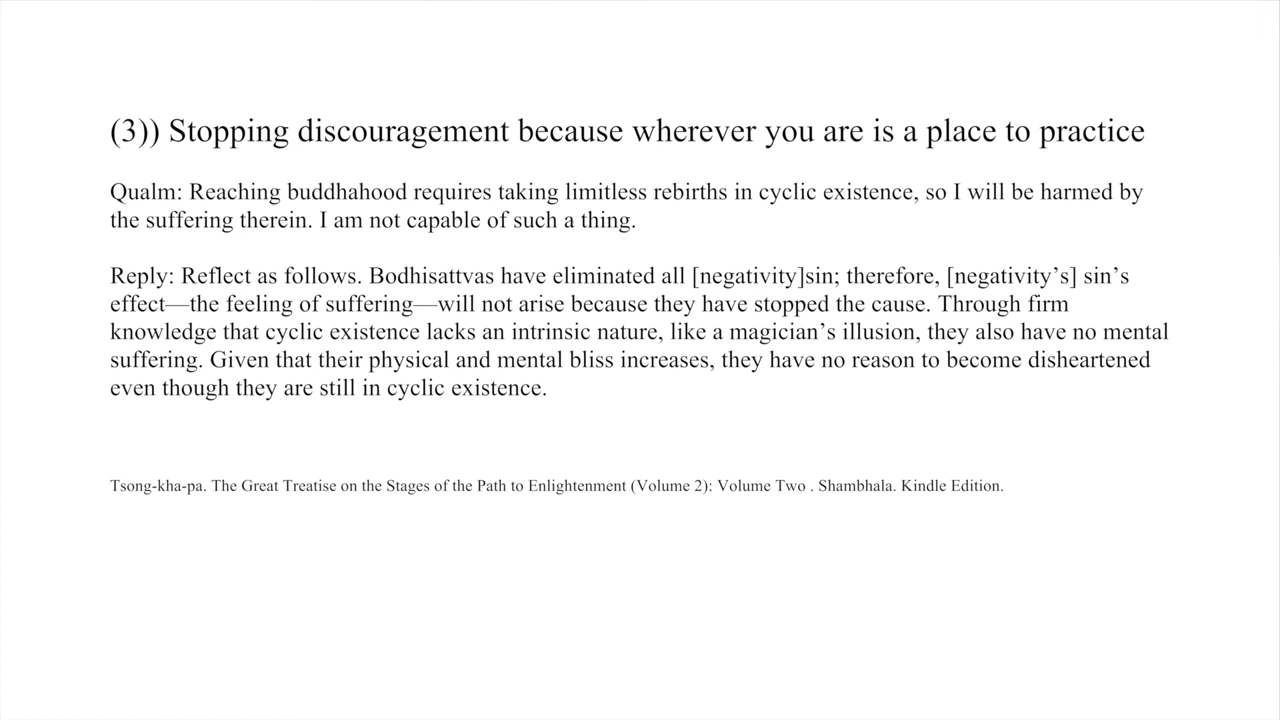 (3)) Stopping discouragement because wherever you are is a place to practice
Qualm: Reaching buddhahood requires taking limitless rebirths in cyclic existence, so I will be harmed by
the suffering therein. I am not capable of such a thing.
Reply: Reflect as follows. Bodhisattvas have eliminated all [negativity]sin; therefore, [negativity’s] sin’s
effect—the feeling of suffering—will not arise because they have stopped the cause. Through firm
knowledge that cyclic existence lacks an intrinsic nature, like a magician’s illusion, they also have no mental
suffering. Given that their physical and mental bliss increases, they have no reason to become disheartened
even though they are still in cyclic existence.
Tsong-kha-pa. The Great Treatise on the Stages of the Path to Enlightenment (Volume 2): Volume Two . Shambhala. Kindle Edition.